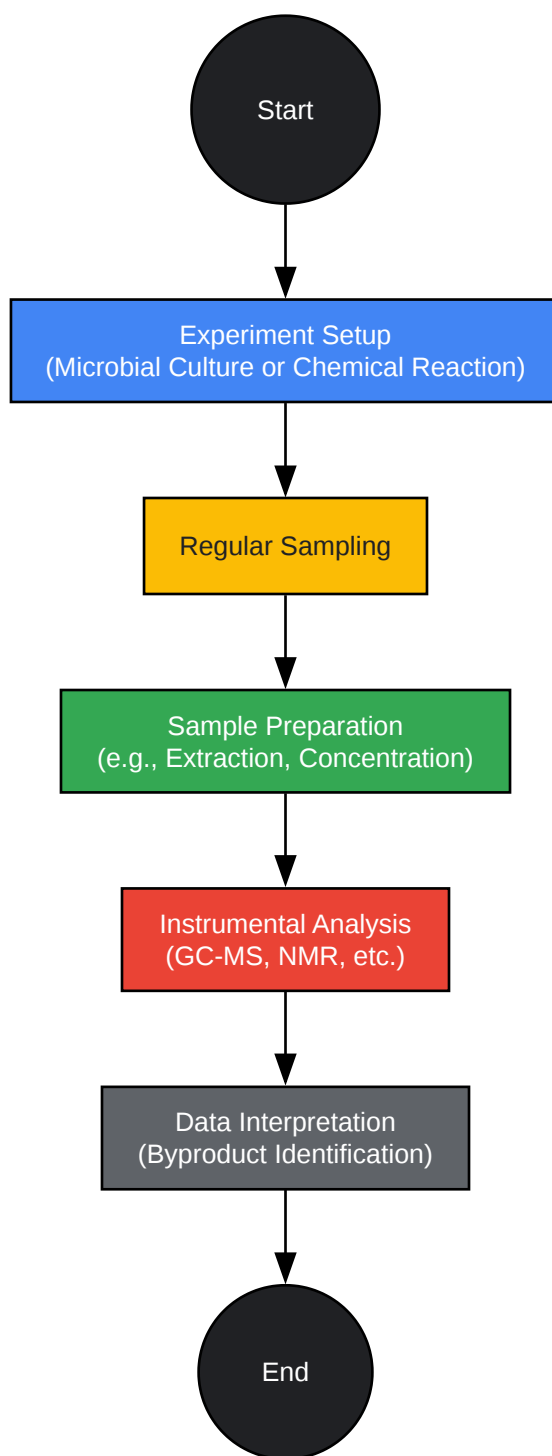 Start
Experiment Setup
(Microbial Culture or Chemical Reaction)
Regular Sampling
Sample Preparation
(e.g., Extraction, Concentration)
Instrumental Analysis
(GC-MS, NMR, etc.)
Data Interpretation
(Byproduct Identification)
End